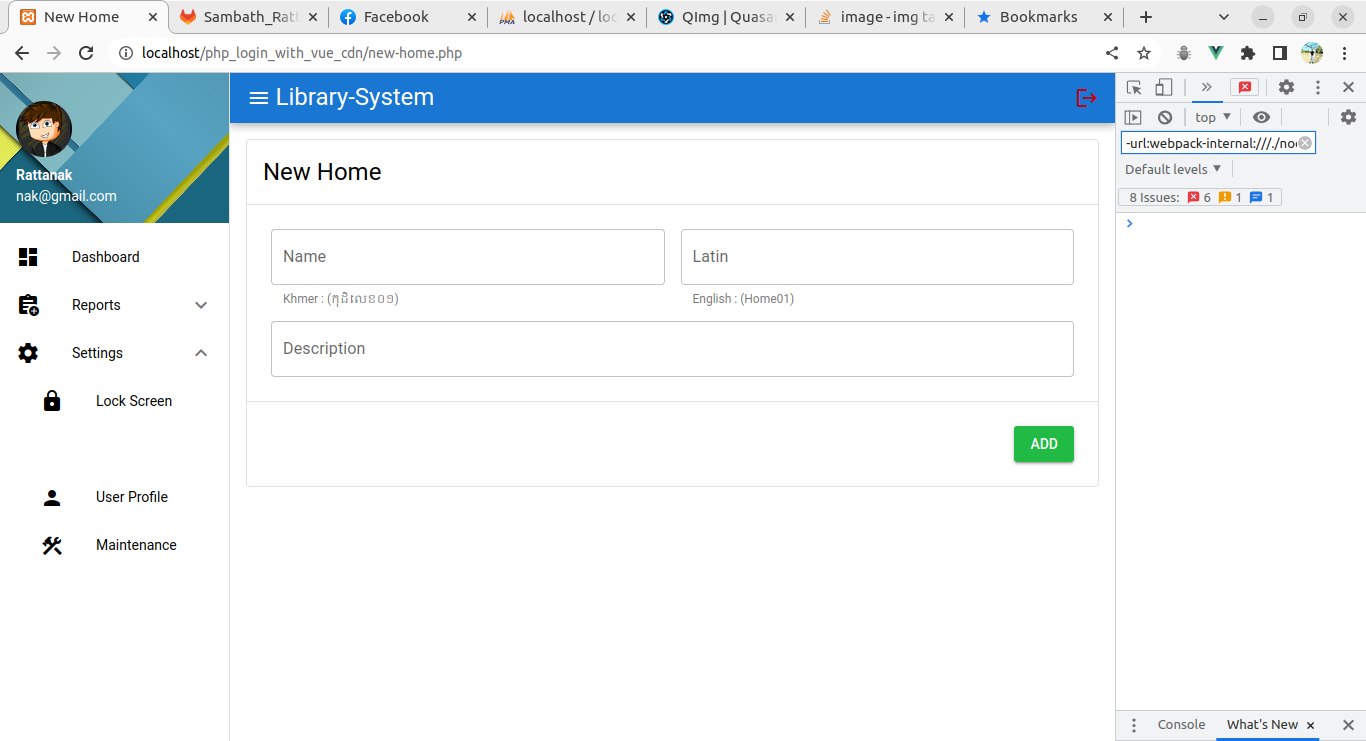 New Home
Sambath_Ratt
Facebook
localhost / loc
QImg | Quasar
image - img ta
Bookmarks
localhost/php_login_with_vue_cdn/new-home.php
Rattanak
nak@gmail.com
Dashboard
Reports
Settings
Lock Screen
User Profile
Maintenance
Library-System
New Home
Name
Latin
Khmer : (កុដិលេខ០១)
English : (Home01)
Description
ADD
top
-url:webpack-internal:///./noc
Default levels
8 Issues: 6 1 1
Console
What's New